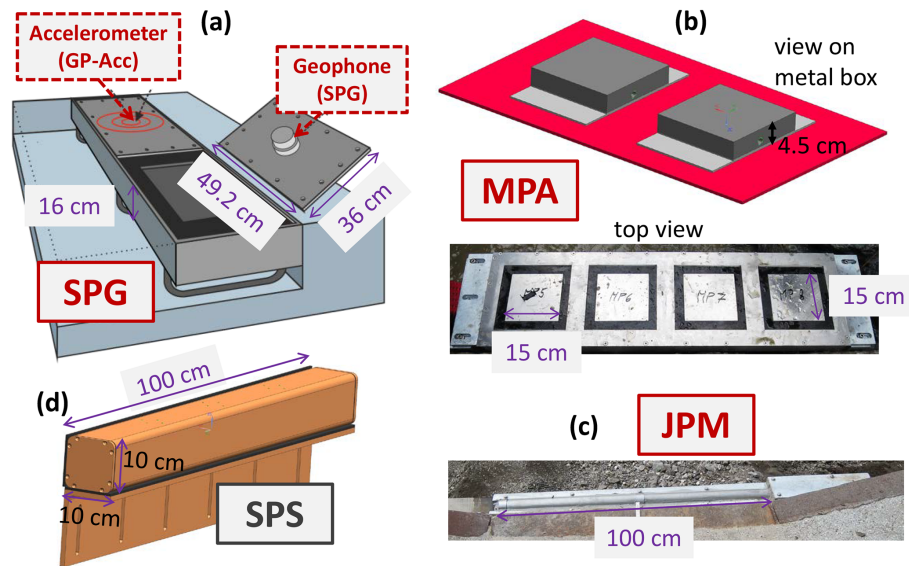 (a)
Accelerometer
(GP-Acc)
Geophone
(SPG)
16 cm
49.2 cm
36 cm
SPG
(b)
view on
metal box
4.5 cm
MPA
top view
MP6
MP7
15 cm
15 cm
(d)
100 cm
10 cm
10 cm
SPS
(c)
JPM
100 cm